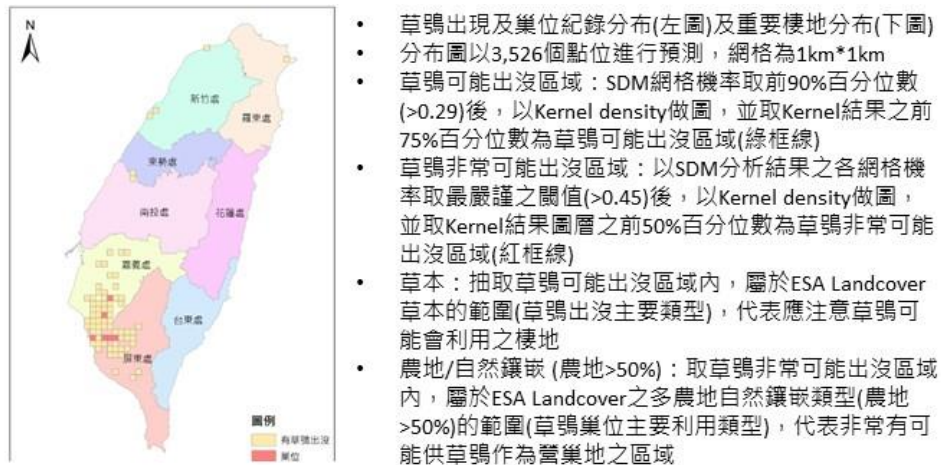 N
新竹處
羅東處
東勢處
南投處
花蓮處
嘉義處
台東處
屏東處
圖例
有草鴞出沒
巢位
• 草鴞出現及巢位紀錄分布(左圖)及重要棲地分布(下圖)
• 分布圖以3,526個點位進行預測，網格為1km*1km
• 草鴞可能出沒區域：SDM網格機率取前90%百分位數
(>0.29)後，以Kernel density做圖，並取Kernel結果之前
75%百分位數為草鴞可能出沒區域(綠框線)
• 草鴞非常可能出沒區域：以SDM分析結果之各網格機
率取最嚴謹之閾值(>0.45)後，以Kernel density做圖，
並取Kernel結果圖層之前50%百分位數為草鴞非常可能
出沒區域(紅框線)
• 草本：抽取草鴞可能出沒區域內，屬於ESA Landcover
草本的範圍(草鴞出沒主要類型)，代表應注意草鴞可
能會利用之棲地
• 農地/自然鑲嵌 (農地>50%)：取草鴞非常可能出沒區域
內，屬於ESA Landcover之多農地自然鑲嵌類型(農地
>50%)的範圍(草鴞巢位主要利用類型)，代表非常有可
能供草鴞作為營巢地之區域